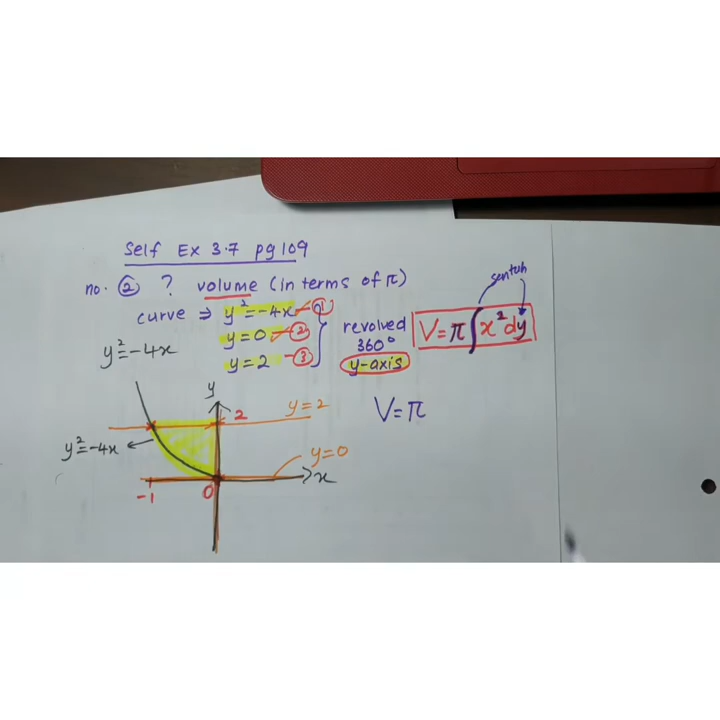 Self Ex 3.7 pg 109
no. ② ? volume (in terms of π)
curve ⇒ y² = -4x ①
y = 0 ②
y = 2 ③
revolved
360°
y-axis
sentuh
V = π ∫ x² dy
y² = -4x
V = π
y
2
y = 2
y² = -4x
y = 0
-1
0
x